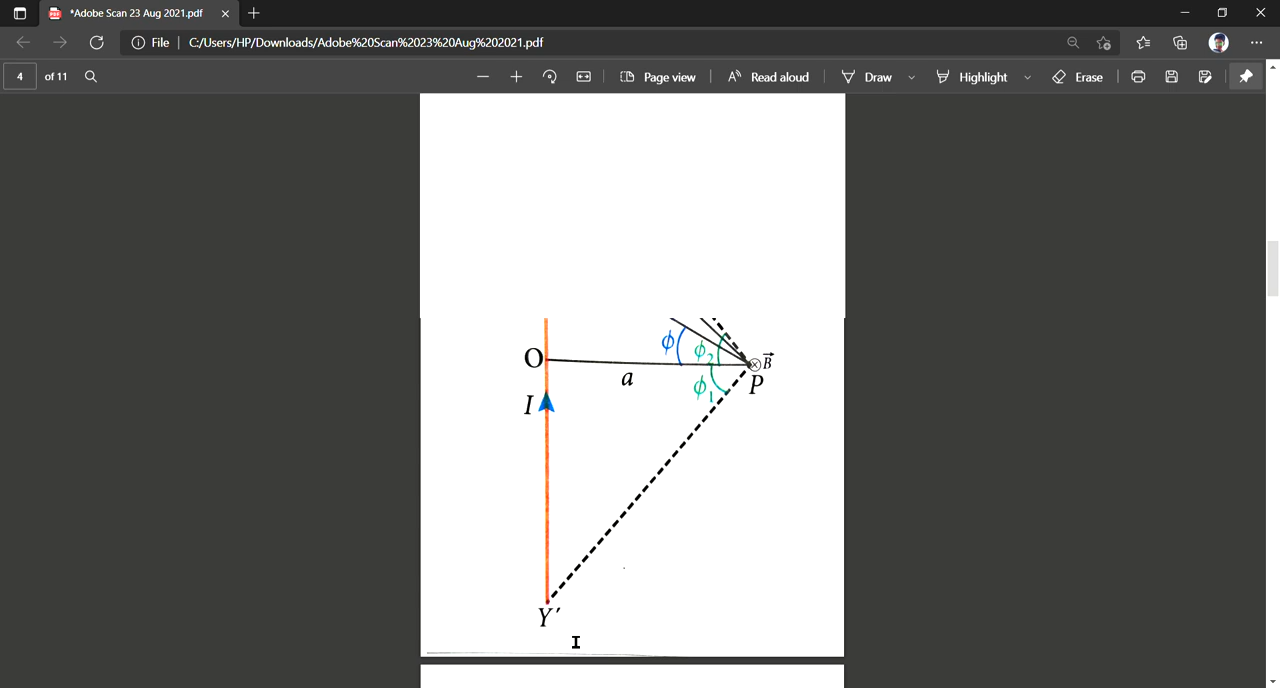 *Adobe Scan 23 Aug 2021.pdf
File C:/Users/HP/Downloads/Adobe%20Scan%2023%20Aug%202021.pdf
4 of 11 Page view Read aloud Draw Highlight Erase
ϕ ϕ₂
O a P B⃗
ϕ₁
I
Y′